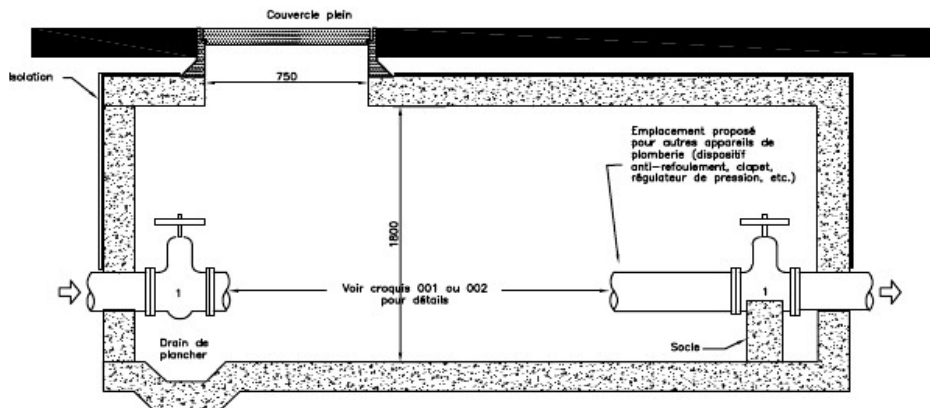 Couvercle plein
Isolation
750
Emplacement proposé
pour autres appareils de
plomberie (dispositif
anti-refoulement, clapet,
régulateur de pression, etc.)
1800
1
Voir croquis 001 ou 002
pour détails
1
Drain de
plancher
Socle